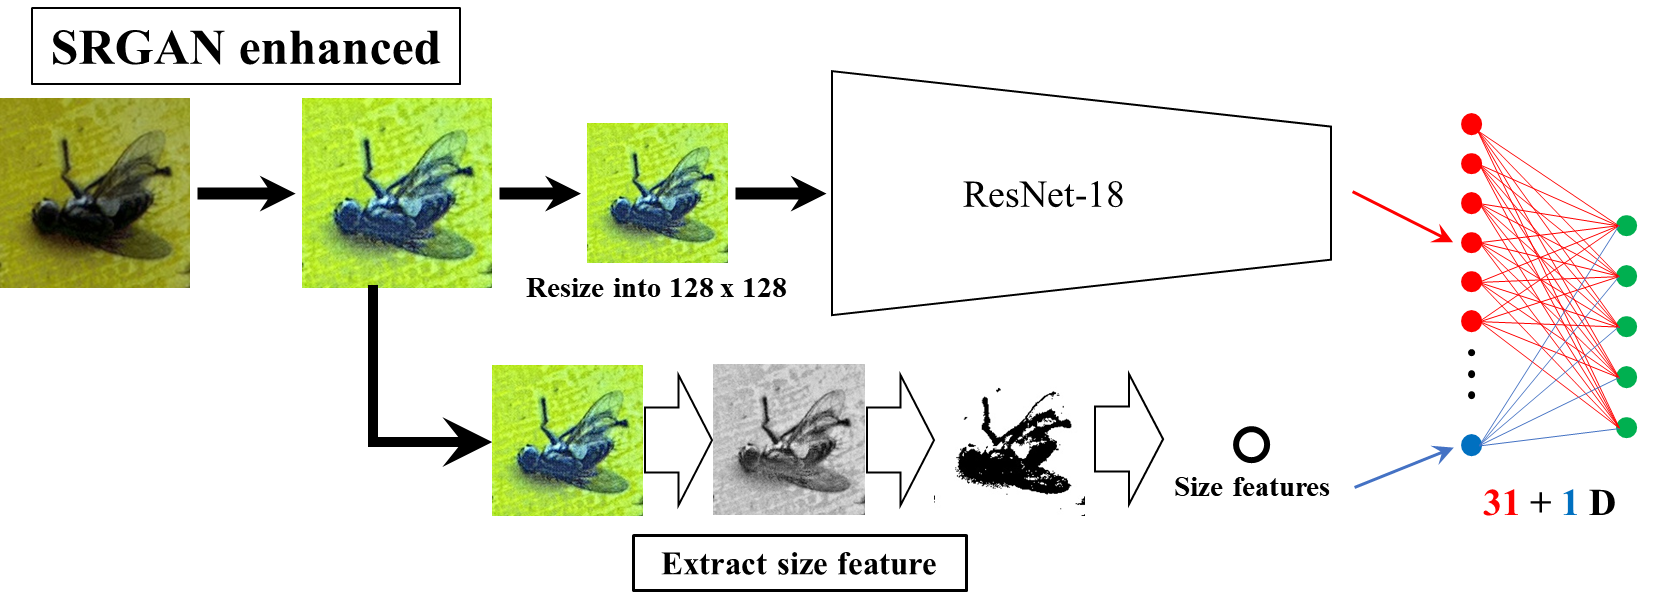 SRGAN enhanced
ResNet-18
Resize into 128 x 128
Size features
31 + 1 D
Extract size feature